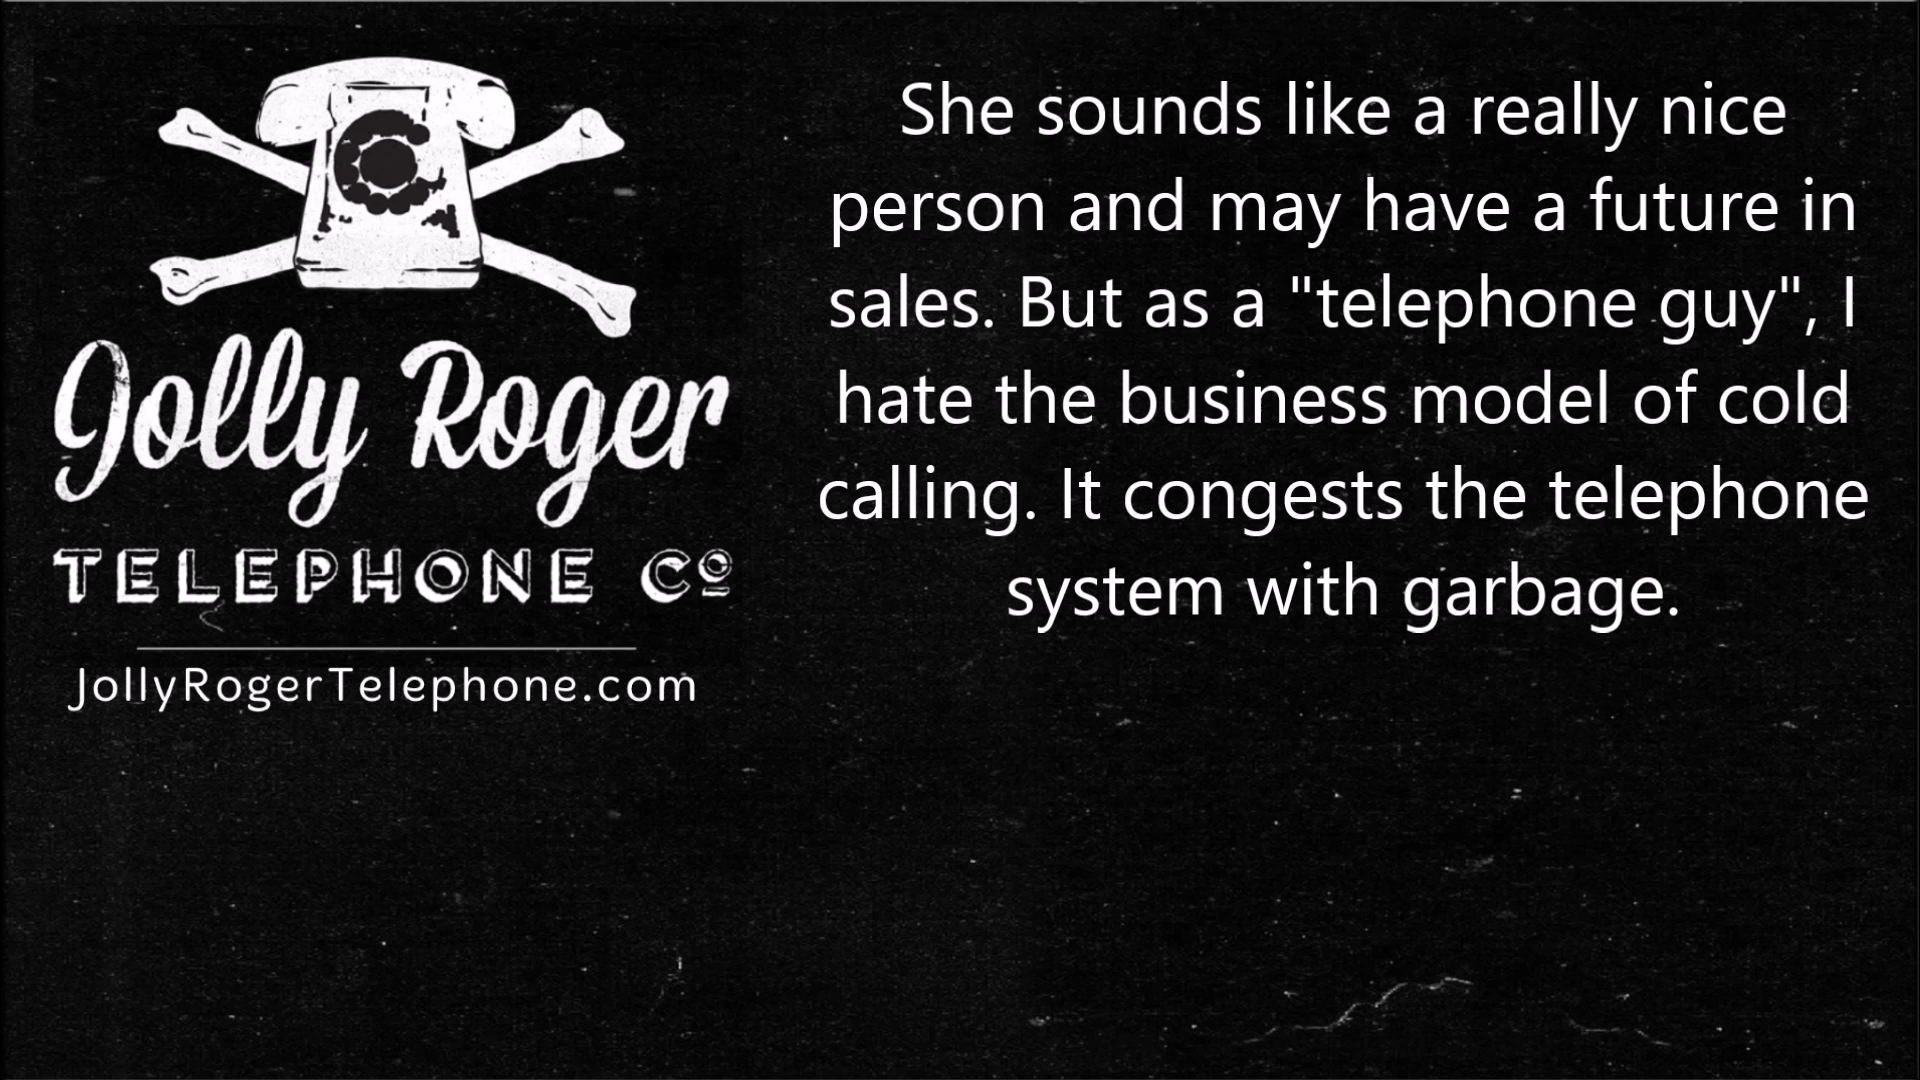 Jolly Roger
TELEPHONE Cº
JollyRogerTelephone.com
She sounds like a really nice
person and may have a future in
sales. But as a "telephone guy", I
hate the business model of cold
calling. It congests the telephone
system with garbage.